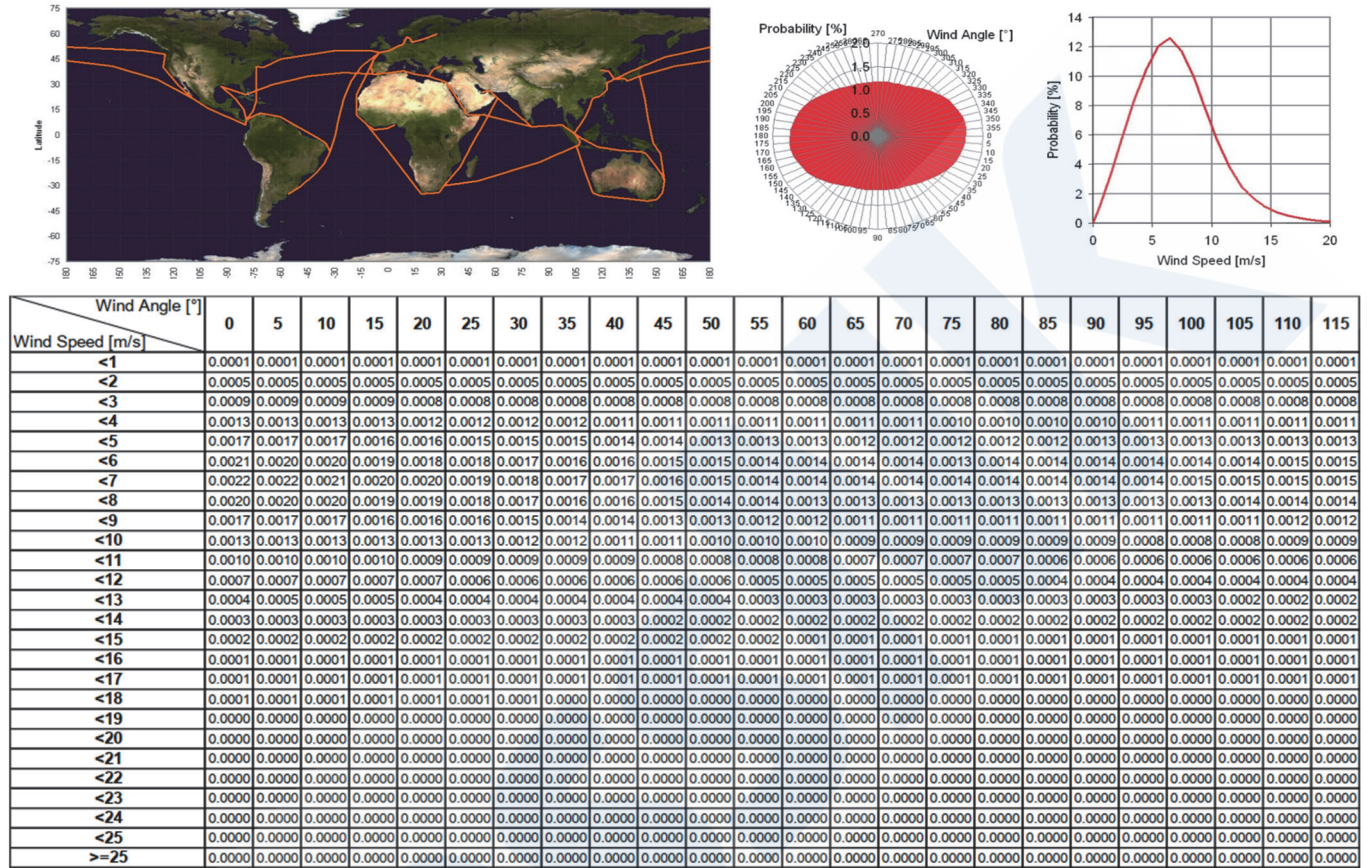 75
60
45
30
15
0
-15
-30
-45
-60
-75
Latitude
180 165 150 135 120 105 -90 -75 -60 -45 -30 -15 0 15 30 45 60 75 90 105 120 135 150 165 180
Probability [%]
Wind Angle [°]
270
2.0
1.5
1.0
0.5
0.0
230
220
210
205
200
195
190
185
180
175
170
165
160
155
150
145
140
320
330
340
350
355
0
5
10
15
20
25
30
35
40
45
90
14
12
10
8
6
4
2
0
Probability [%]
0 5 10 15 20
Wind Speed [m/s]
Wind Angle [°]
Wind Speed [m/s]
0 5 10 15 20 25 30 35 40 45 50 55 60 65 70 75 80 85 90 95 100 105 110 115
<1 0.0001 0.0001 0.0001 0.0001 0.0001 0.0001 0.0001 0.0001 0.0001 0.0001 0.0001 0.0001 0.0001 0.0001 0.0001 0.0001 0.0001 0.0001 0.0001 0.0001 0.0001 0.0001 0.0001 0.0001
<2 0.0005 0.0005 0.0005 0.0005 0.0005 0.0005 0.0005 0.0005 0.0005 0.0005 0.0005 0.0005 0.0005 0.0005 0.0005 0.0005 0.0005 0.0005 0.0005 0.0005 0.0005 0.0005 0.0005 0.0005
<3 0.0009 0.0009 0.0009 0.0009 0.0008 0.0008 0.0008 0.0008 0.0008 0.0008 0.0008 0.0008 0.0008 0.0008 0.0008 0.0008 0.0008 0.0008 0.0008 0.0008 0.0008 0.0008 0.0008 0.0008
<4 0.0013 0.0013 0.0013 0.0013 0.0012 0.0012 0.0012 0.0012 0.0011 0.0011 0.0011 0.0011 0.0011 0.0011 0.0011 0.0010 0.0010 0.0010 0.0010 0.0011 0.0011 0.0011 0.0011 0.0011
<5 0.0017 0.0017 0.0017 0.0016 0.0016 0.0015 0.0015 0.0015 0.0014 0.0014 0.0013 0.0013 0.0013 0.0012 0.0012 0.0012 0.0012 0.0012 0.0013 0.0013 0.0013 0.0013 0.0013 0.0013
<6 0.0021 0.0020 0.0020 0.0019 0.0018 0.0018 0.0017 0.0016 0.0016 0.0015 0.0015 0.0014 0.0014 0.0014 0.0014 0.0013 0.0014 0.0014 0.0014 0.0014 0.0014 0.0014 0.0015 0.0015
<7 0.0022 0.0022 0.0021 0.0020 0.0020 0.0019 0.0018 0.0017 0.0017 0.0016 0.0015 0.0014 0.0014 0.0014 0.0014 0.0014 0.0014 0.0014 0.0014 0.0014 0.0015 0.0015 0.0015 0.0015
<8 0.0020 0.0020 0.0020 0.0019 0.0019 0.0018 0.0017 0.0016 0.0016 0.0015 0.0014 0.0014 0.0013 0.0013 0.0013 0.0013 0.0013 0.0013 0.0013 0.0013 0.0013 0.0014 0.0014 0.0014
<9 0.0017 0.0017 0.0017 0.0016 0.0016 0.0016 0.0015 0.0014 0.0014 0.0013 0.0013 0.0012 0.0012 0.0011 0.0011 0.0011 0.0011 0.0011 0.0011 0.0011 0.0011 0.0011 0.0012 0.0012
<10 0.0013 0.0013 0.0013 0.0013 0.0013 0.0013 0.0012 0.0012 0.0011 0.0011 0.0010 0.0010 0.0010 0.0009 0.0009 0.0009 0.0009 0.0009 0.0009 0.0008 0.0008 0.0008 0.0009 0.0009
<11 0.0010 0.0010 0.0010 0.0010 0.0009 0.0009 0.0009 0.0009 0.0009 0.0008 0.0008 0.0008 0.0008 0.0007 0.0007 0.0007 0.0007 0.0006 0.0006 0.0006 0.0006 0.0006 0.0006 0.0006
<12 0.0007 0.0007 0.0007 0.0007 0.0007 0.0006 0.0006 0.0006 0.0006 0.0006 0.0006 0.0005 0.0005 0.0005 0.0005 0.0005 0.0005 0.0004 0.0004 0.0004 0.0004 0.0004 0.0004 0.0004
<13 0.0004 0.0005 0.0005 0.0005 0.0004 0.0004 0.0004 0.0004 0.0004 0.0004 0.0004 0.0003 0.0003 0.0003 0.0003 0.0003 0.0003 0.0003 0.0003 0.0003 0.0003 0.0002 0.0002 0.0002
<14 0.0003 0.0003 0.0003 0.0003 0.0003 0.0003 0.0003 0.0003 0.0003 0.0002 0.0002 0.0002 0.0002 0.0002 0.0002 0.0002 0.0002 0.0002 0.0002 0.0002 0.0002 0.0002 0.0002 0.0002
<15 0.0002 0.0002 0.0002 0.0002 0.0002 0.0002 0.0002 0.0002 0.0002 0.0002 0.0002 0.0002 0.0001 0.0001 0.0001 0.0001 0.0001 0.0001 0.0001 0.0001 0.0001 0.0001 0.0001 0.0001
<16 0.0001 0.0001 0.0001 0.0001 0.0001 0.0001 0.0001 0.0001 0.0001 0.0001 0.0001 0.0001 0.0001 0.0001 0.0001 0.0001 0.0001 0.0001 0.0001 0.0001 0.0001 0.0001 0.0001 0.0001
<17 0.0001 0.0001 0.0001 0.0001 0.0001 0.0001 0.0001 0.0001 0.0001 0.0001 0.0001 0.0001 0.0001 0.0001 0.0001 0.0001 0.0001 0.0001 0.0001 0.0001 0.0001 0.0001 0.0001 0.0001
<18 0.0001 0.0001 0.0001 0.0001 0.0001 0.0001 0.0001 0.0000 0.0000 0.0000 0.0000 0.0000 0.0000 0.0000 0.0000 0.0000 0.0000 0.0000 0.0000 0.0000 0.0000 0.0000 0.0000 0.0000
<19 0.0000 0.0000 0.0000 0.0000 0.0000 0.0000 0.0000 0.0000 0.0000 0.0000 0.0000 0.0000 0.0000 0.0000 0.0000 0.0000 0.0000 0.0000 0.0000 0.0000 0.0000 0.0000 0.0000 0.0000
<20 0.0000 0.0000 0.0000 0.0000 0.0000 0.0000 0.0000 0.0000 0.0000 0.0000 0.0000 0.0000 0.0000 0.0000 0.0000 0.0000 0.0000 0.0000 0.0000 0.0000 0.0000 0.0000 0.0000 0.0000
<21 0.0000 0.0000 0.0000 0.0000 0.0000 0.0000 0.0000 0.0000 0.0000 0.0000 0.0000 0.0000 0.0000 0.0000 0.0000 0.0000 0.0000 0.0000 0.0000 0.0000 0.0000 0.0000 0.0000 0.0000
<22 0.0000 0.0000 0.0000 0.0000 0.0000 0.0000 0.0000 0.0000 0.0000 0.0000 0.0000 0.0000 0.0000 0.0000 0.0000 0.0000 0.0000 0.0000 0.0000 0.0000 0.0000 0.0000 0.0000 0.0000
<23 0.0000 0.0000 0.0000 0.0000 0.0000 0.0000 0.0000 0.0000 0.0000 0.0000 0.0000 0.0000 0.0000 0.0000 0.0000 0.0000 0.0000 0.0000 0.0000 0.0000 0.0000 0.0000 0.0000 0.0000
<24 0.0000 0.0000 0.0000 0.0000 0.0000 0.0000 0.0000 0.0000 0.0000 0.0000 0.0000 0.0000 0.0000 0.0000 0.0000 0.0000 0.0000 0.0000 0.0000 0.0000 0.0000 0.0000 0.0000 0.0000
<25 0.0000 0.0000 0.0000 0.0000 0.0000 0.0000 0.0000 0.0000 0.0000 0.0000 0.0000 0.0000 0.0000 0.0000 0.0000 0.0000 0.0000 0.0000 0.0000 0.0000 0.0000 0.0000 0.0000 0.0000
>=25 0.0000 0.0000 0.0000 0.0000 0.0000 0.0000 0.0000 0.0000 0.0000 0.0000 0.0000 0.0000 0.0000 0.0000 0.0000 0.0000 0.0000 0.0000 0.0000 0.0000 0.0000 0.0000 0.0000 0.0000